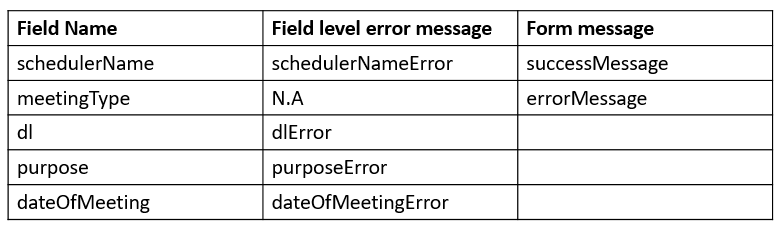 Field Name Field level error message Form message
schedulerName schedulerNameError successMessage
meetingType N.A errorMessage
dl dlError
purpose purposeError
dateOfMeeting dateOfMeetingError